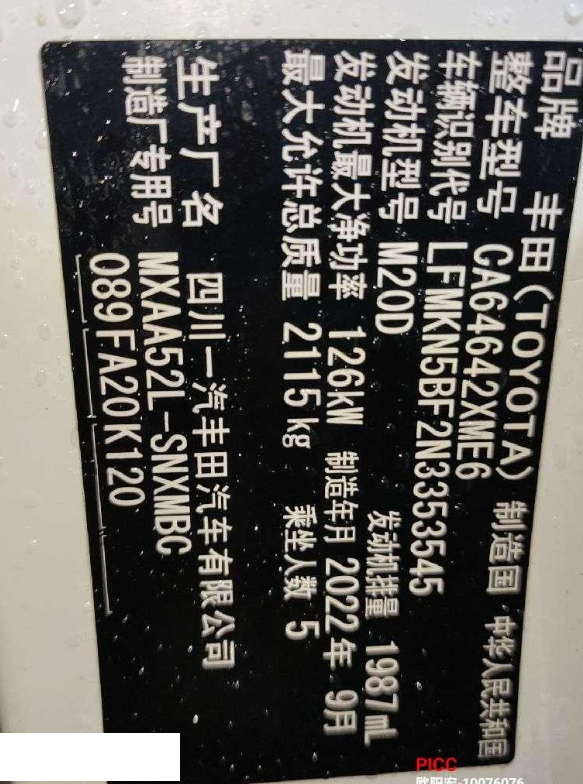 品牌 丰田(TOYOTA) 制造国 中华人民共和国
整车型号 CA64642XME6
车辆识别代号 LFMKN5BF2N3353545
发动机型号 M20D 发动机排量 1987mL
发动机最大净功率 126kW 制造年月 2022年 9月
最大允许总质量 2115kg 乘坐人数 5
生产厂名 四川一汽丰田汽车有限公司
制造厂专用号 MXAA52L-SNXMBC
089FA20K120
PICC
欧阳安-10076076